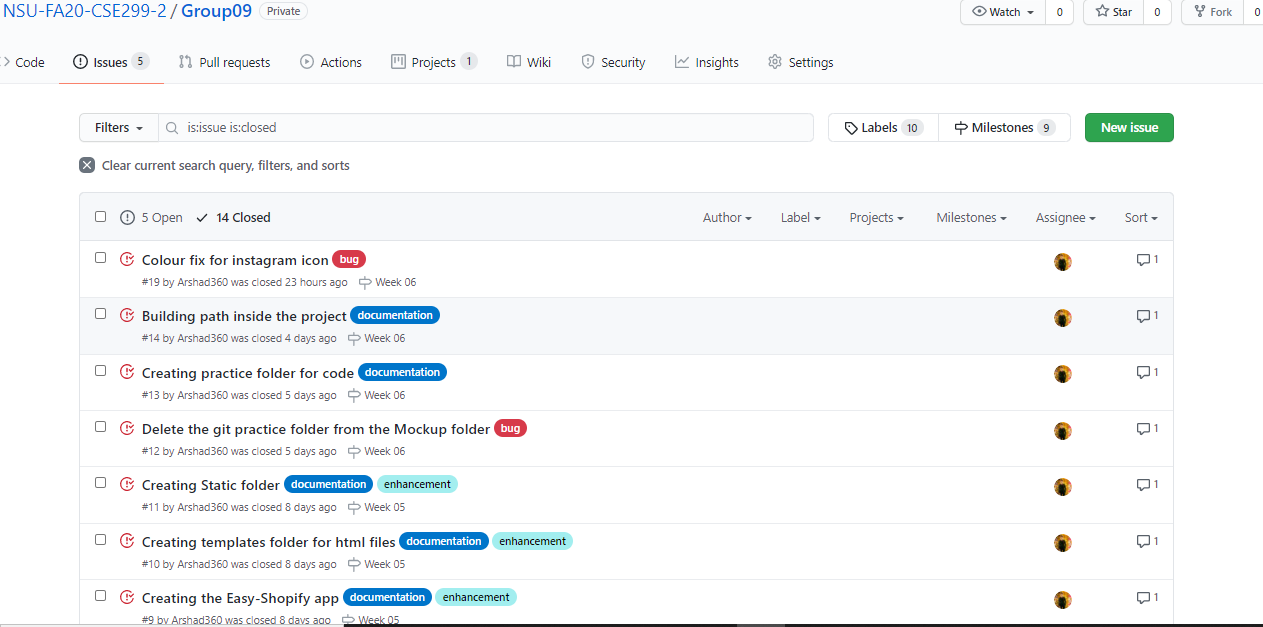 NSU-FA20-CSE299-2 / Group09 Private Watch 0 Star 0 Fork 0
Code Issues 5 Pull requests Actions Projects 1 Wiki Security Insights Settings
Filters is:issue is:closed Labels 10 Milestones 9 New issue
Clear current search query, filters, and sorts
5 Open 14 Closed Author Label Projects Milestones Assignee Sort
Colour fix for instagram icon bug 1
#19 by Arshad360 was closed 23 hours ago Week 06
Building path inside the project documentation 1
#14 by Arshad360 was closed 4 days ago Week 06
Creating practice folder for code documentation 1
#13 by Arshad360 was closed 5 days ago Week 06
Delete the git practice folder from the Mockup folder bug 1
#12 by Arshad360 was closed 5 days ago Week 06
Creating Static folder documentation enhancement 1
#11 by Arshad360 was closed 8 days ago Week 05
Creating templates folder for html files documentation enhancement 1
#10 by Arshad360 was closed 8 days ago Week 05
Creating the Easy-Shopify app documentation enhancement 1
#9 by Arshad360 was closed 8 days ago Week 05